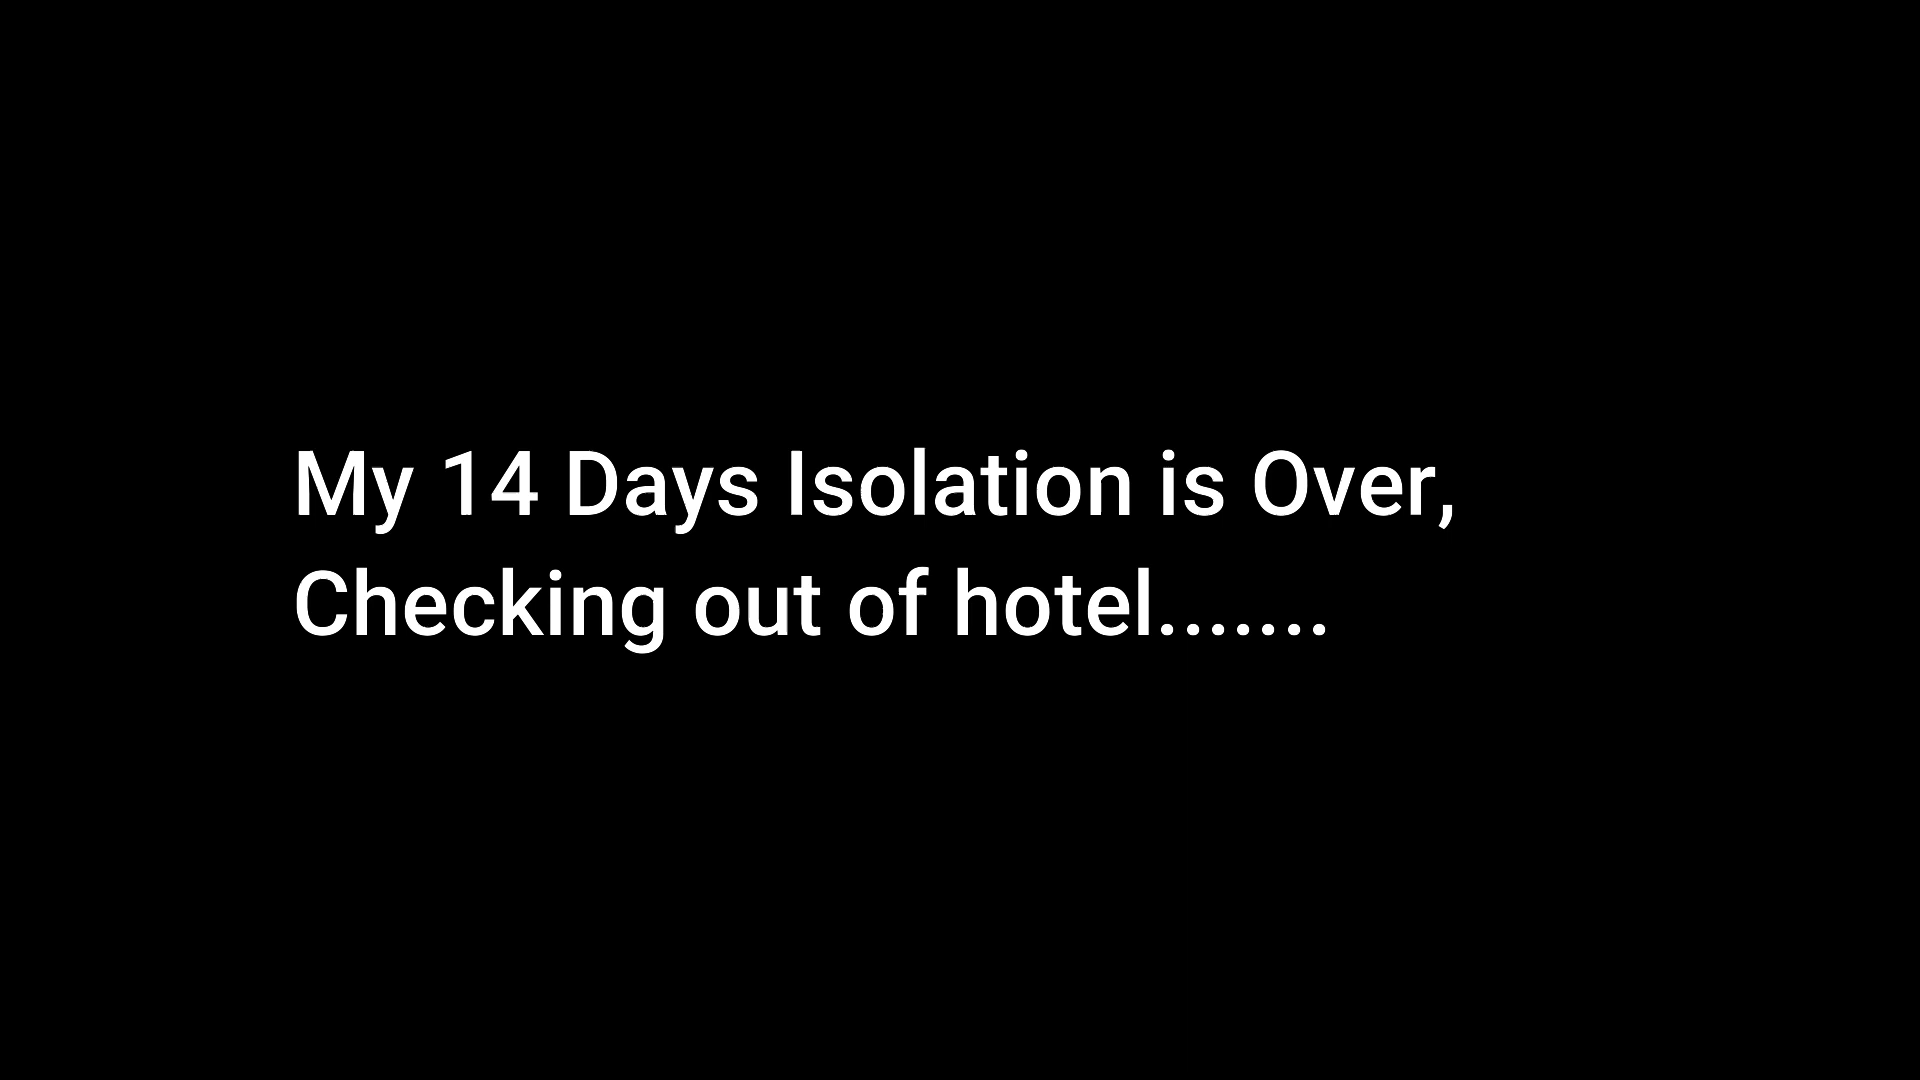 My 14 Days Isolation is Over,
Checking out of hotel.......